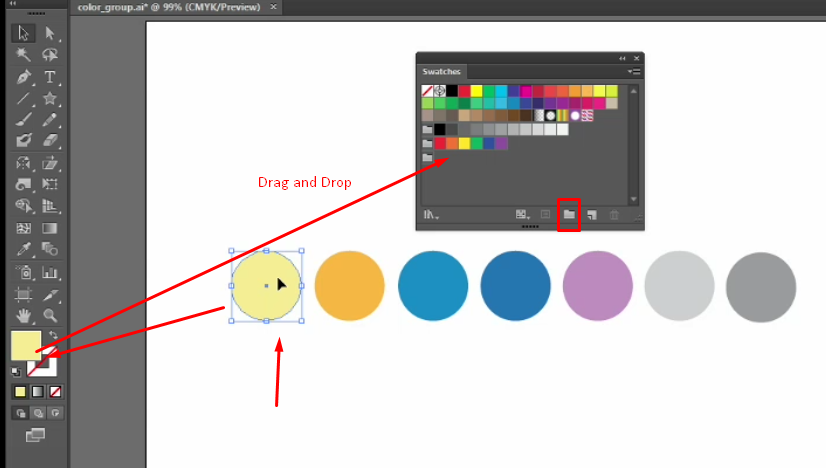 color_group.ai* @ 99% (CMYK/Preview)
Swatches
Drag and Drop